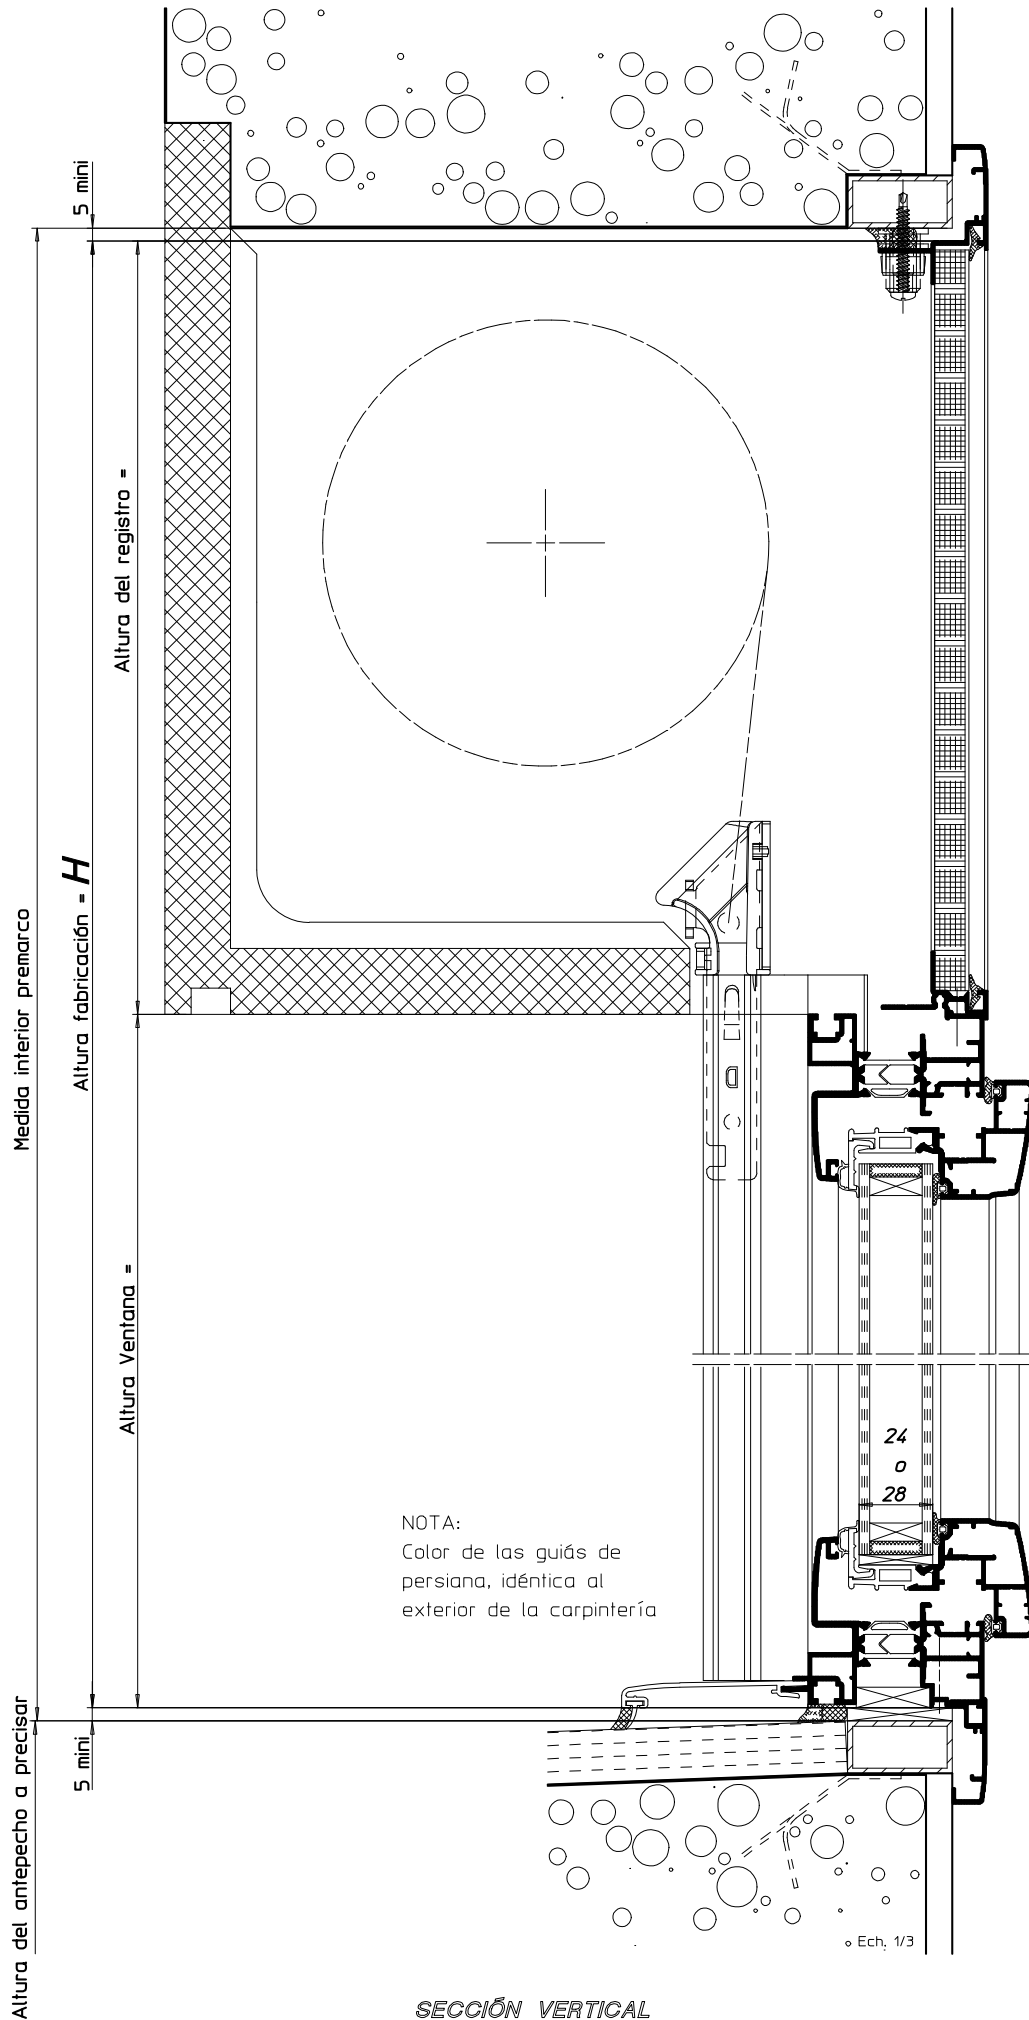 5 mini
Altura del registro =
Medida interior premarco
Altura fabricación = H
Altura Ventana =
24
o
28
NOTA:
Color de las guiás de
persiana, idéntica al
exterior de la carpintería
Altura del antepecho a precisar
5 mini
Ech. 1/3
SECCIÓN VERTICAL